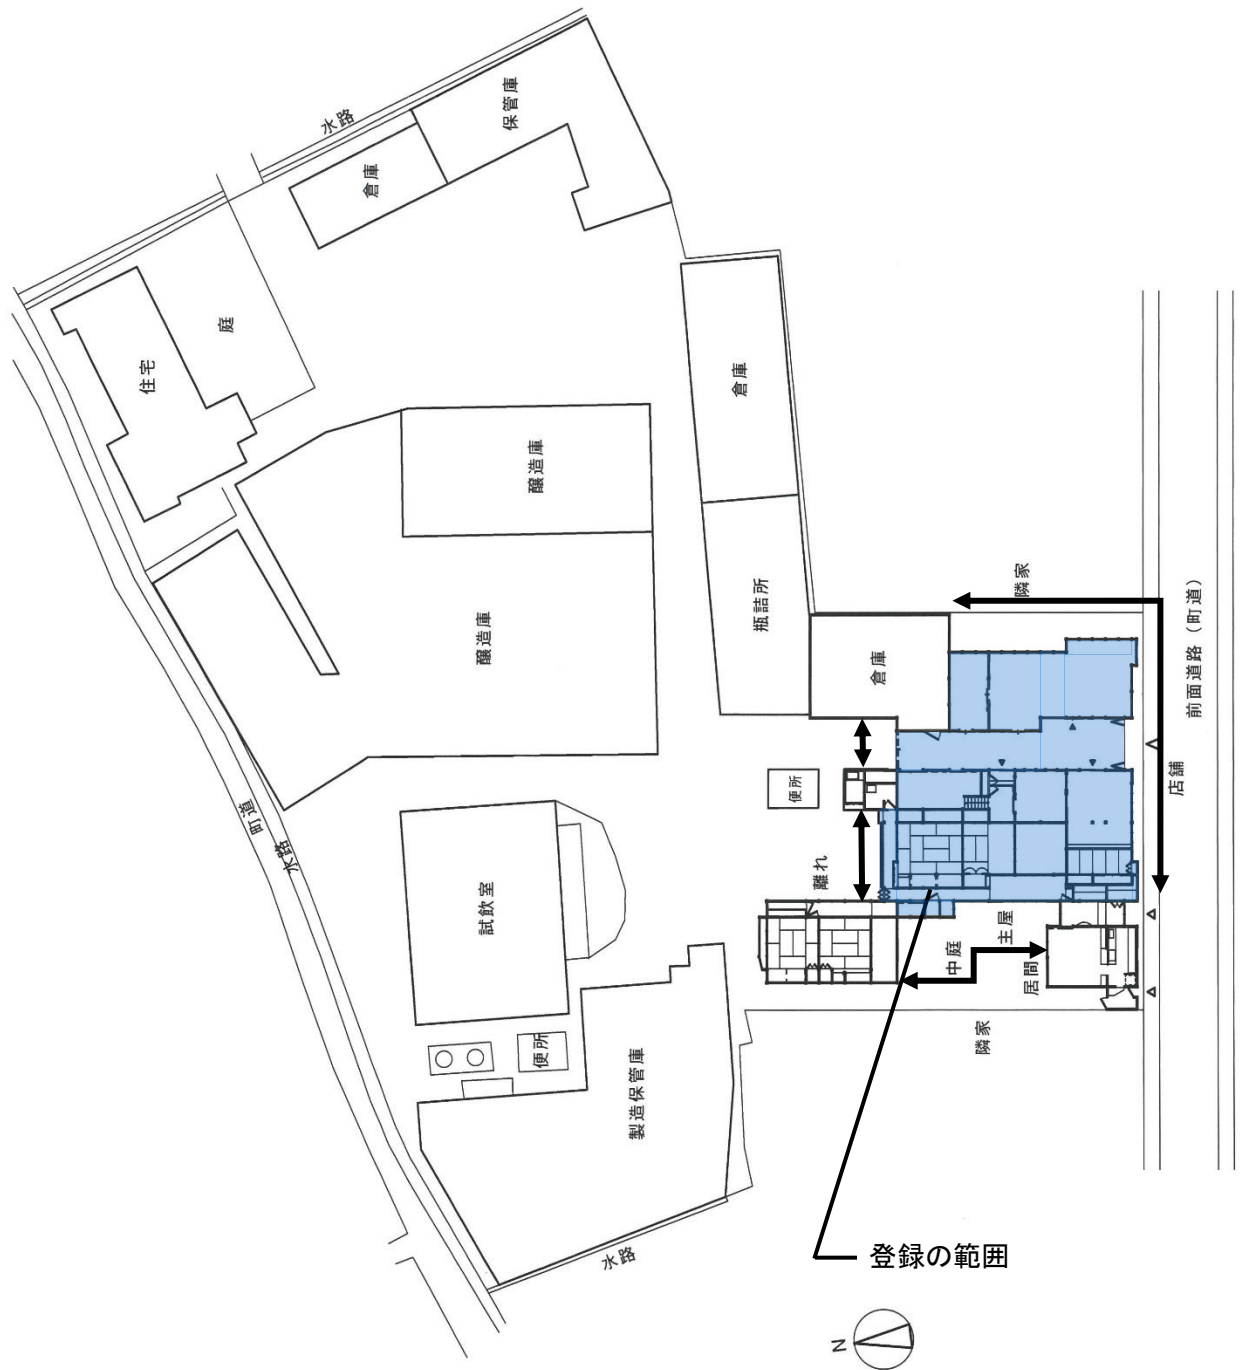 水路
保管庫
倉庫
庭
住宅
倉庫
醸造庫
醸造庫
瓶詰所
隣家
前面道路（町道）
倉庫
店舗
便所
町道
水路
離れ
試飲室
主屋
中庭
居間
隣家
便所
製造保管庫
水路
登録の範囲
N